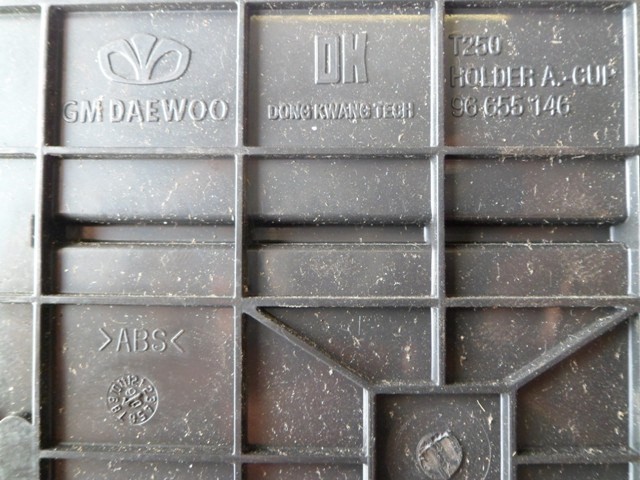 GM DAEWOO
DK
DONG KWANG TECH
T250
HOLDER A.-CUP
96 655 146
>ABS<